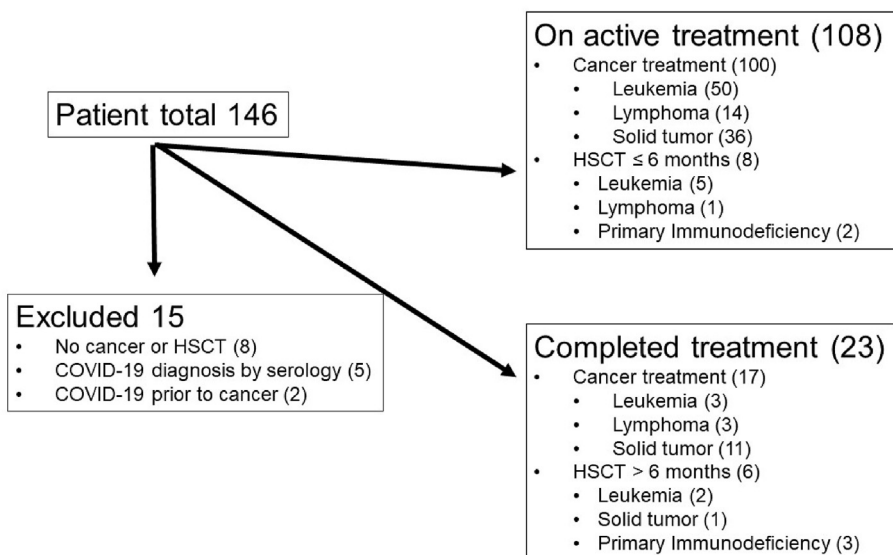 Patient total 146
Excluded 15
• No cancer or HSCT (8)
• COVID-19 diagnosis by serology (5)
• COVID-19 prior to cancer (2)
On active treatment (108)
• Cancer treatment (100)
• Leukemia (50)
• Lymphoma (14)
• Solid tumor (36)
• HSCT ≤ 6 months (8)
• Leukemia (5)
• Lymphoma (1)
• Primary Immunodeficiency (2)
Completed treatment (23)
• Cancer treatment (17)
• Leukemia (3)
• Lymphoma (3)
• Solid tumor (11)
• HSCT > 6 months (6)
• Leukemia (2)
• Solid tumor (1)
• Primary Immunodeficiency (3)